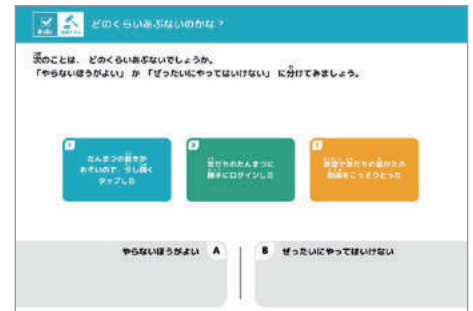 どのくらいあぶないのかな？
次のことは、どのくらいあぶないでしょうか。
「やらないほうがよい」か「ぜったいにやってはいけない」に分けてみましょう。
1
たんまつの動きが
おそいので、少し強く
タップした
2
友だちのたんまつに
勝手にログインした
3
教室で友だちの着がえの
動画をこっそりとった
やらないほうがよい A
B ぜったいにやってはいけない